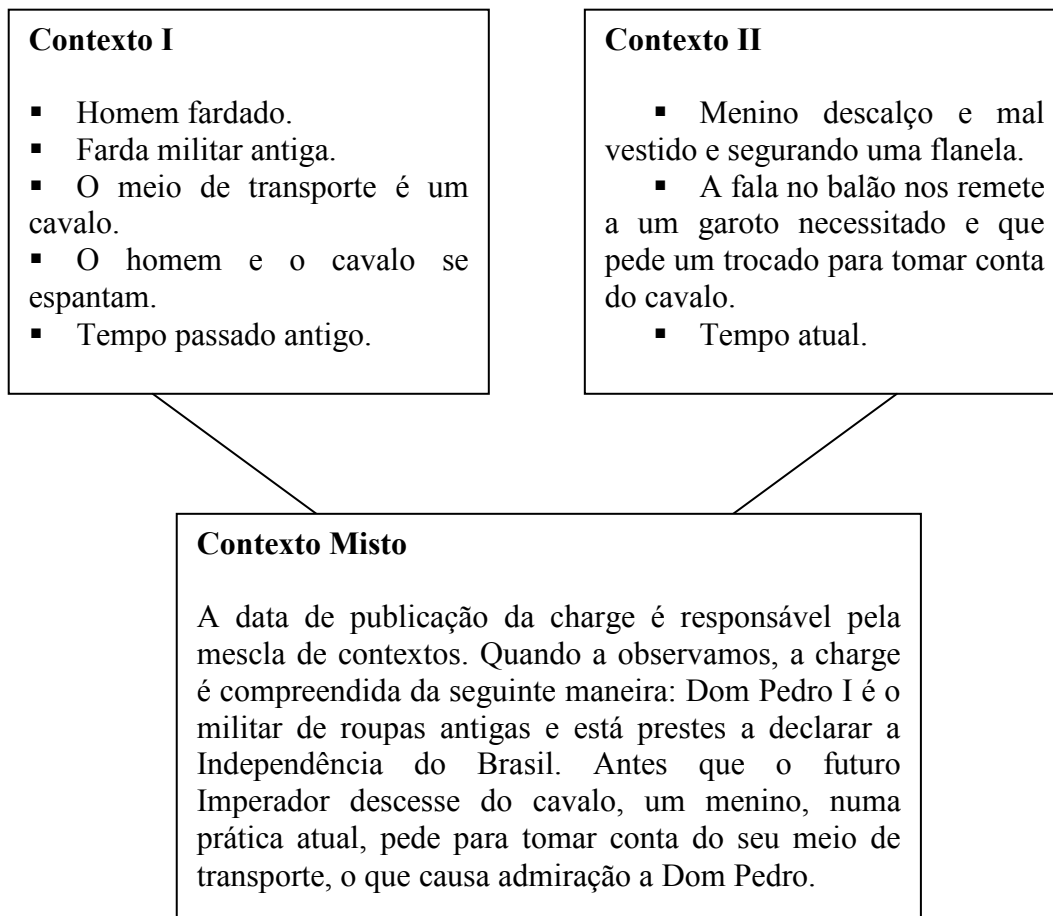 Contexto I
▪ Homem fardado.
▪ Farda militar antiga.
▪ O meio de transporte é um
cavalo.
▪ O homem e o cavalo se
espantam.
▪ Tempo passado antigo.
Contexto II
▪ Menino descalço e mal
vestido e segurando uma flanela.
▪ A fala no balão nos remete
a um garoto necessitado e que
pede um trocado para tomar conta
do cavalo.
▪ Tempo atual.
Contexto Misto
A data de publicação da charge é responsável pela
mescla de contextos. Quando a observamos, a charge
é compreendida da seguinte maneira: Dom Pedro I é o
militar de roupas antigas e está prestes a declarar a
Independência do Brasil. Antes que o futuro
Imperador descesse do cavalo, um menino, numa
prática atual, pede para tomar conta do seu meio de
transporte, o que causa admiração a Dom Pedro.